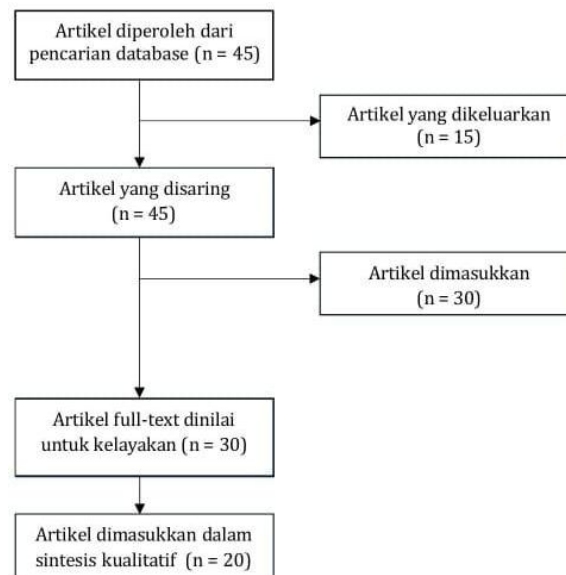 Artikel diperoleh dari
pencarian database (n = 45)
Artikel yang dikeluarkan
(n = 15)
Artikel yang disaring
(n = 45)
Artikel dimasukkan
(n = 30)
Artikel full-text dinilai
untuk kelayakan (n = 30)
Artikel dimasukkan dalam
sintesis kualitatif (n = 20)